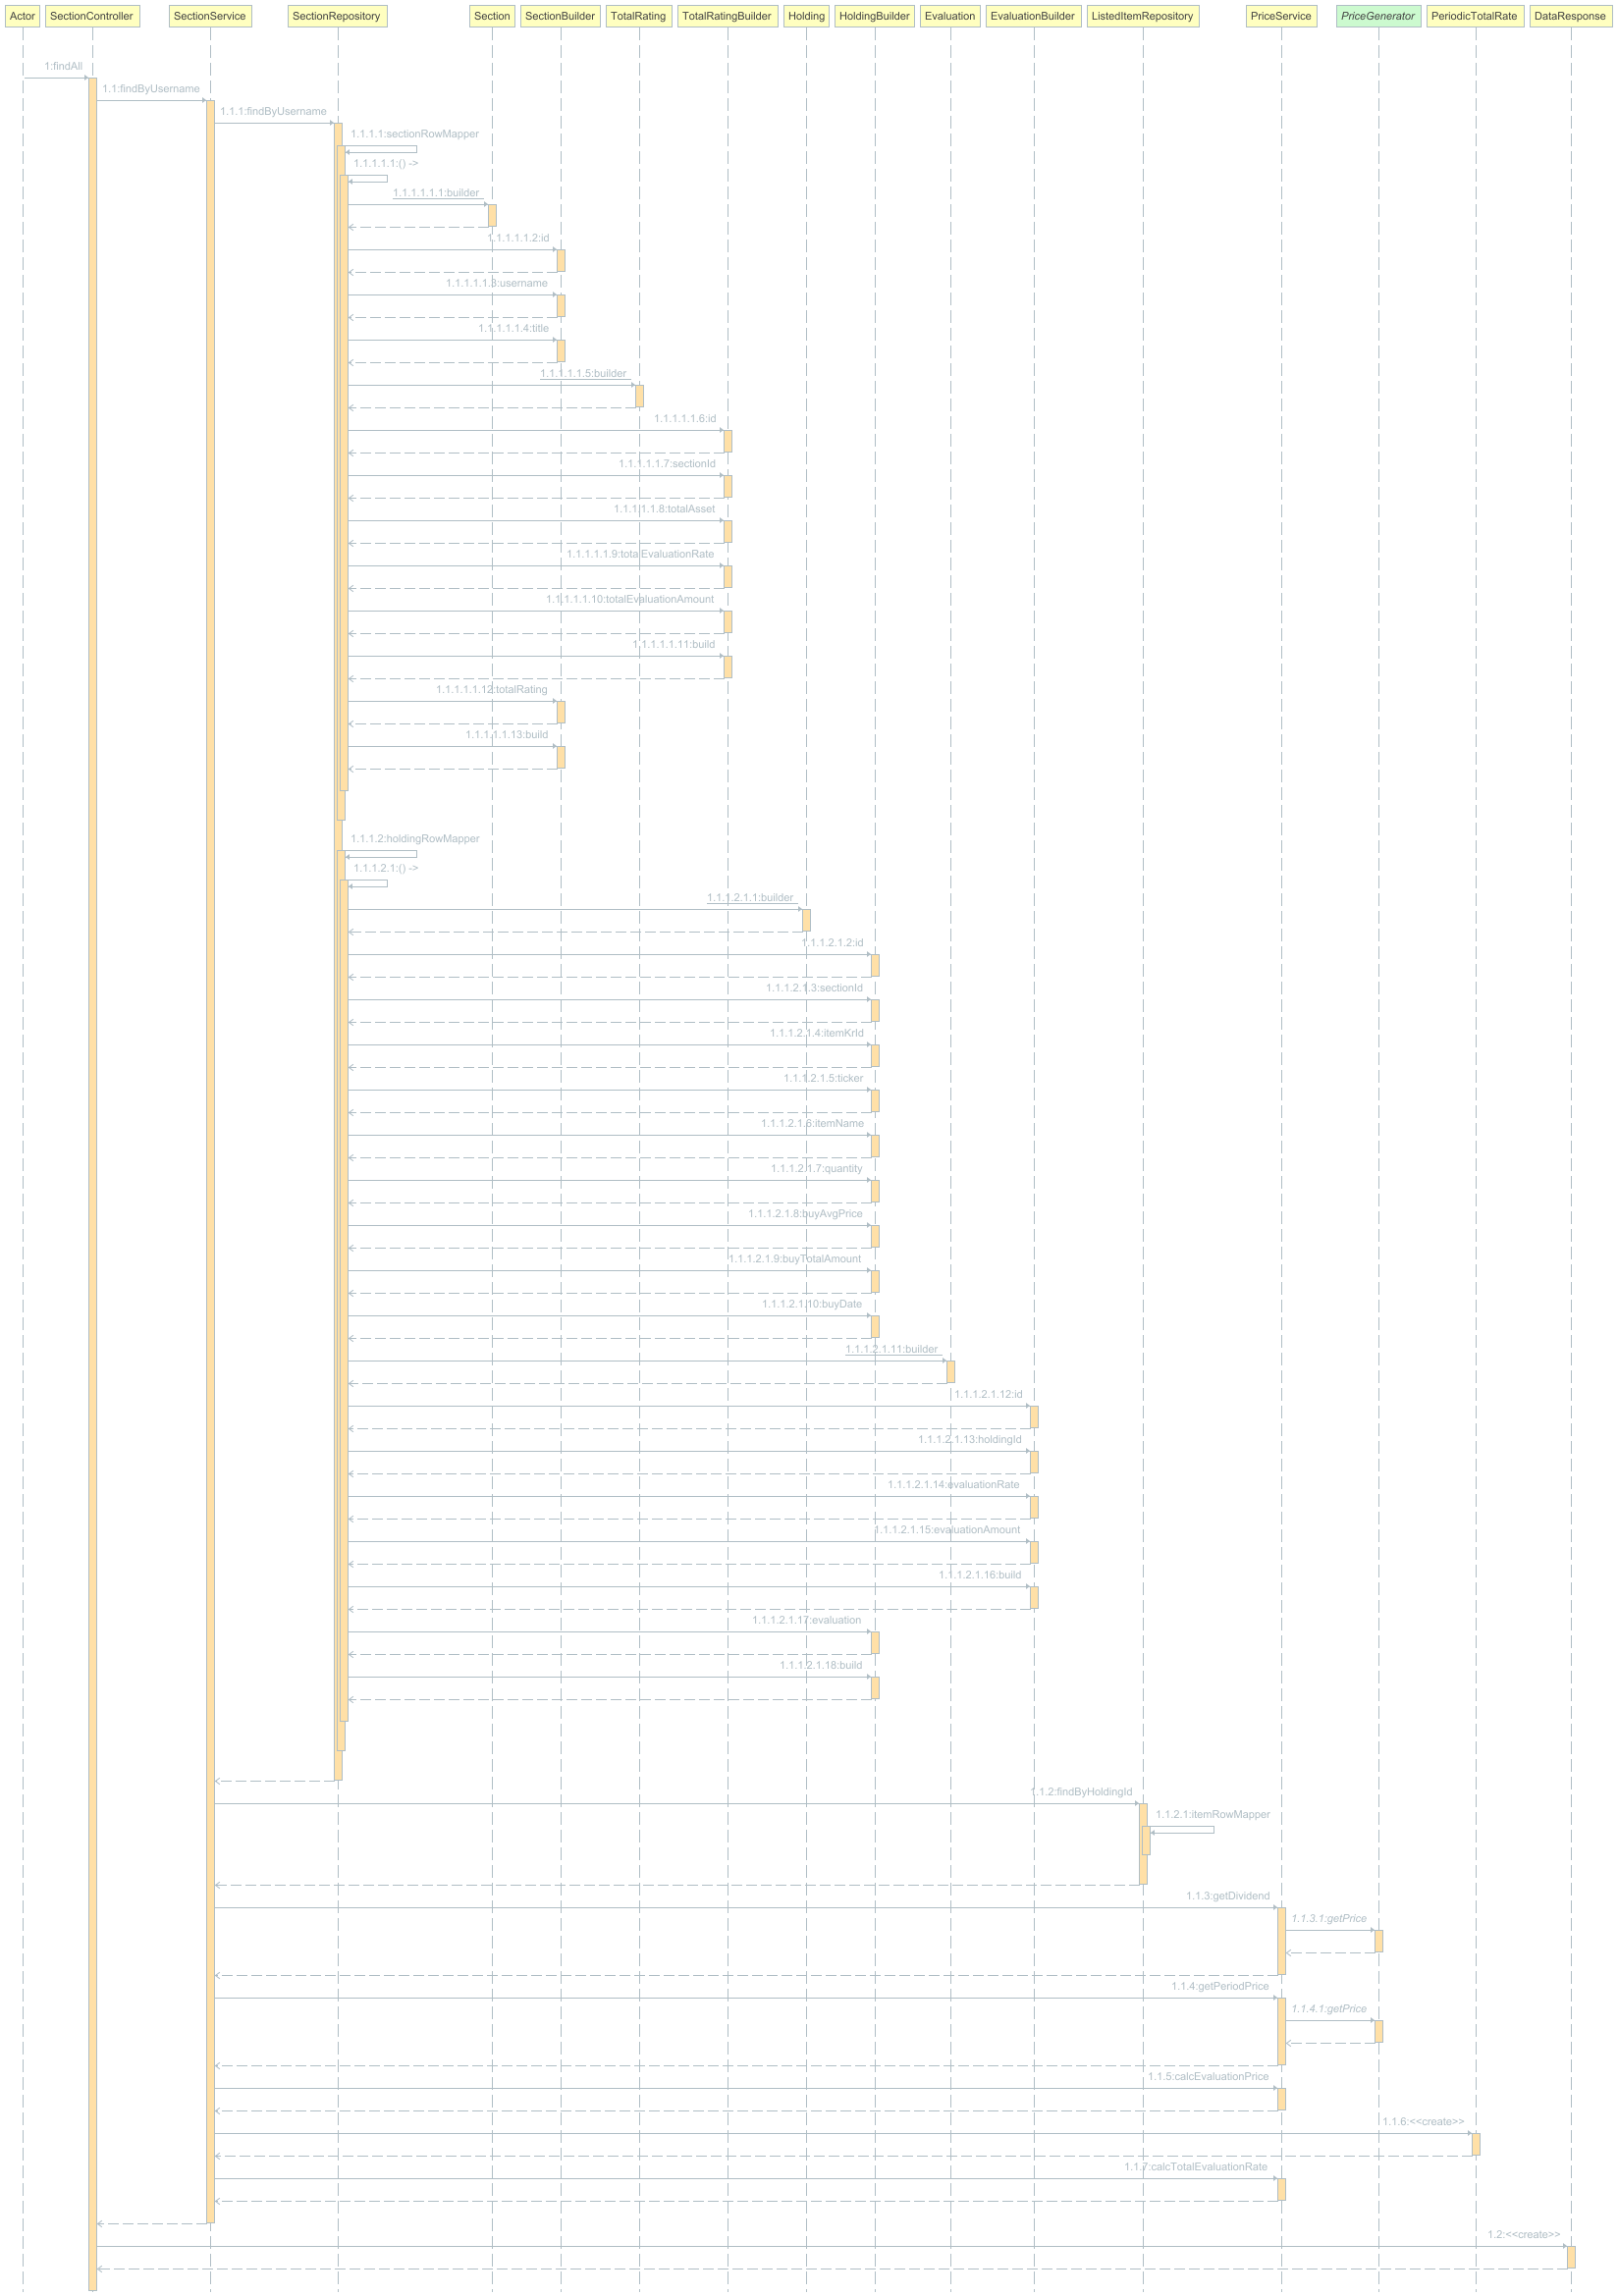 Actor SectionController SectionService SectionRepository Section SectionBuilder TotalRating TotalRatingBuilder Holding HoldingBuilder Evaluation EvaluationBuilder ListedItemRepository PriceService PriceGenerator PeriodicTotalRate DataResponse
1:findAll
1.1:findByUsername
1.1.1:findByUsername
1.1.1.1:sectionRowMapper
1.1.1.1.1:() ->
1.1.1.1.1.1:builder
1.1.1.1.1.2:id
1.1.1.1.1.3:username
1.1.1.1.1.4:title
1.1.1.1.1.5:builder
1.1.1.1.1.6:id
1.1.1.1.1.7:sectionId
1.1.1.1.1.8:totalAsset
1.1.1.1.1.9:totalEvaluationRate
1.1.1.1.1.10:totalEvaluationAmount
1.1.1.1.1.11:build
1.1.1.1.1.12:totalRating
1.1.1.1.1.13:build
1.1.1.2:holdingRowMapper
1.1.1.2.1:() ->
1.1.1.2.1.1:builder
1.1.1.2.1.2:id
1.1.1.2.1.3:sectionId
1.1.1.2.1.4:itemKrId
1.1.1.2.1.5:ticker
1.1.1.2.1.6:itemName
1.1.1.2.1.7:quantity
1.1.1.2.1.8:buyAvgPrice
1.1.1.2.1.9:buyTotalAmount
1.1.1.2.1.10:buyDate
1.1.1.2.1.11:builder
1.1.1.2.1.12:id
1.1.1.2.1.13:holdingId
1.1.1.2.1.14:evaluationRate
1.1.1.2.1.15:evaluationAmount
1.1.1.2.1.16:build
1.1.1.2.1.17:evaluation
1.1.1.2.1.18:build
1.1.2:findByHoldingId
1.1.2.1:itemRowMapper
1.1.3:getDividend
1.1.3.1:getPrice
1.1.4:getPeriodPrice
1.1.4.1:getPrice
1.1.5:calcEvaluationPrice
1.1.6:<<create>>
1.1.7:calcTotalEvaluationRate
1.2:<<create>>